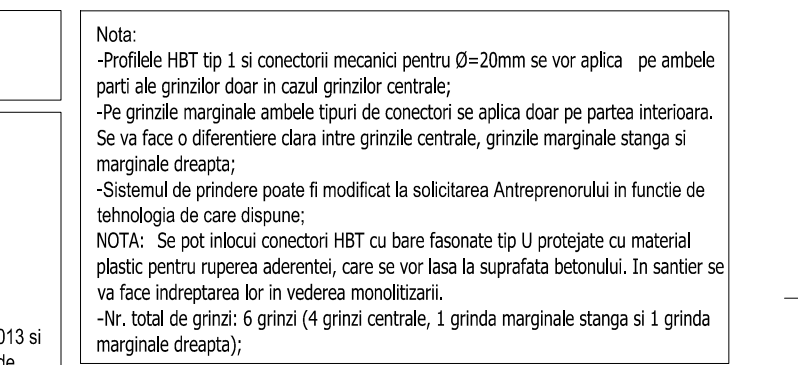 Nota:
-Profilele HBT tip 1 si conectorii mecanici pentru Ø=20mm se vor aplica pe ambele
parti ale grinzilor doar in cazul grinzilor centrale;
-Pe grinzile marginale ambele tipuri de conectori se aplica doar pe partea interioara.
Se va face o diferentiere clara intre grinzile centrale, grinzile marginale stanga si
marginale dreapta;
-Sistemul de prindere poate fi modificat la solicitarea Antreprenorului in functie de
tehnologia de care dispune;
NOTA: Se pot inlocui conectori HBT cu bare fasonate tip U protejate cu material
plastic pentru ruperea aderentei, care se vor lasa la suprafata betonului. In santier se
va face indreptarea lor in vederea monolitizarii.
-Nr. total de grinzi: 6 grinzi (4 grinzi centrale, 1 grinda marginale stanga si 1 grinda
marginale dreapta);
013 si
de